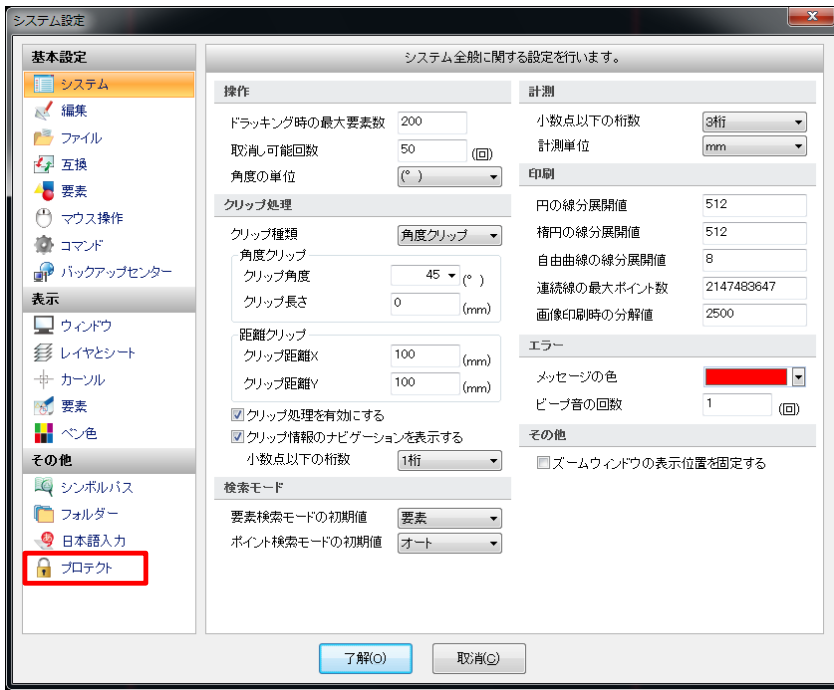 システム設定
基本設定
システム
編集
ファイル
互換
要素
マウス操作
コマンド
バックアップセンター
表示
ウィンドウ
レイヤとシート
カーソル
要素
ペン色
その他
シンボルパス
フォルダー
日本語入力
プロテクト
システム全般に関する設定を行います。
操作
ドラッキング時の最大要素数 200
取消し可能回数 50 (回)
角度の単位 (° )
クリップ処理
クリップ種類 角度クリップ
角度クリップ
クリップ角度 45 (° )
クリップ長さ 0 (mm)
距離クリップ
クリップ距離X 100 (mm)
クリップ距離Y 100 (mm)
クリップ処理を有効にする
クリップ情報のナビゲーションを表示する
小数点以下の桁数 1桁
検索モード
要素検索モードの初期値 要素
ポイント検索モードの初期値 オート
計測
小数点以下の桁数 3桁
計測単位 mm
印刷
円の線分展開値 512
楕円の線分展開値 512
自由曲線の線分展開値 8
連続線の最大ポイント数 2147483647
画像印刷時の分解値 2500
エラー
メッセージの色
ビープ音の回数 1 (回)
その他
ズームウィンドウの表示位置を固定する
了解(O)
取消(C)